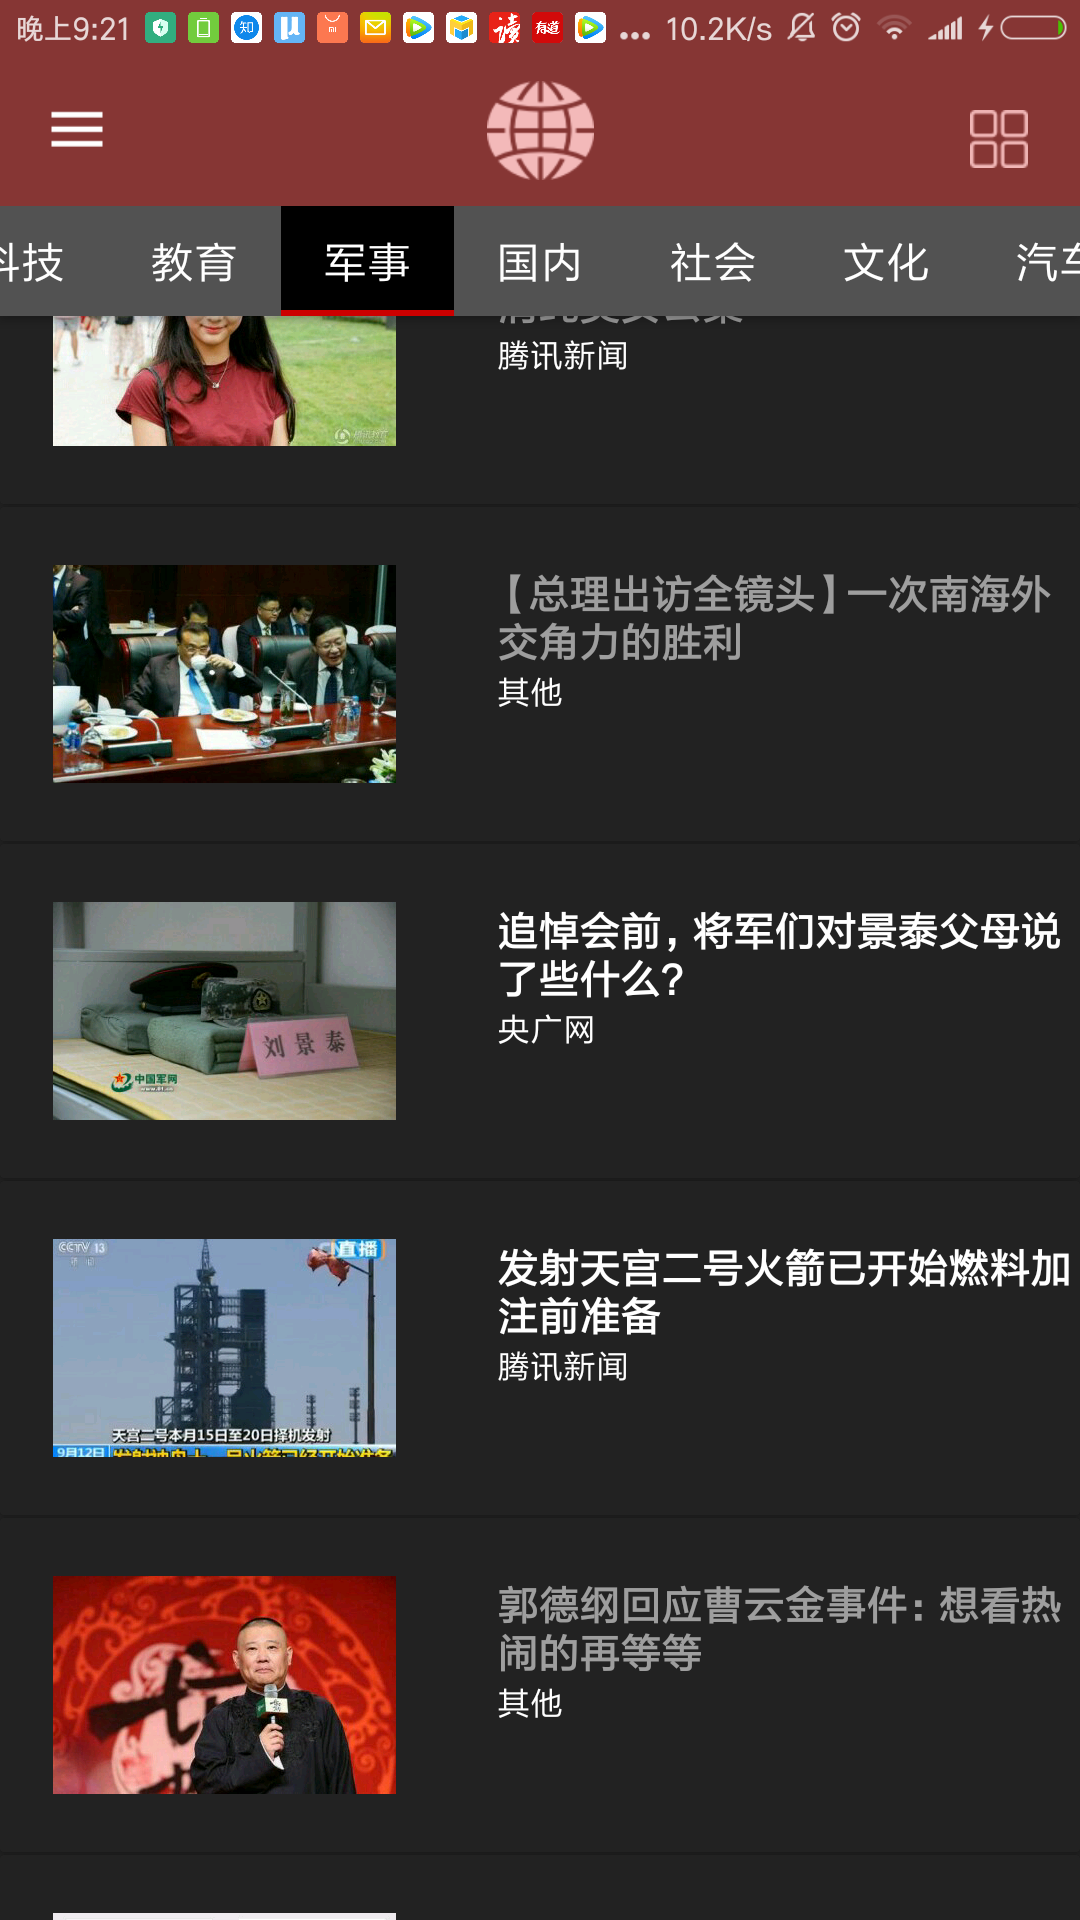 晚上9:21
知
有道
10.2K/s
科技
教育
军事
国内
社会
文化
汽车
腾讯新闻
【总理出访全镜头】一次南海外
交角力的胜利
其他
刘景泰
中国军网
追悼会前，将军们对景泰父母说
了些什么？
央广网
CCTV 13
直播
天宫二号本月15日至20日择机发射
9月12日
发射天宫二号火箭已开始燃料加
注前准备
腾讯新闻
郭德纲回应曹云金事件：想看热
闹的再等等
其他